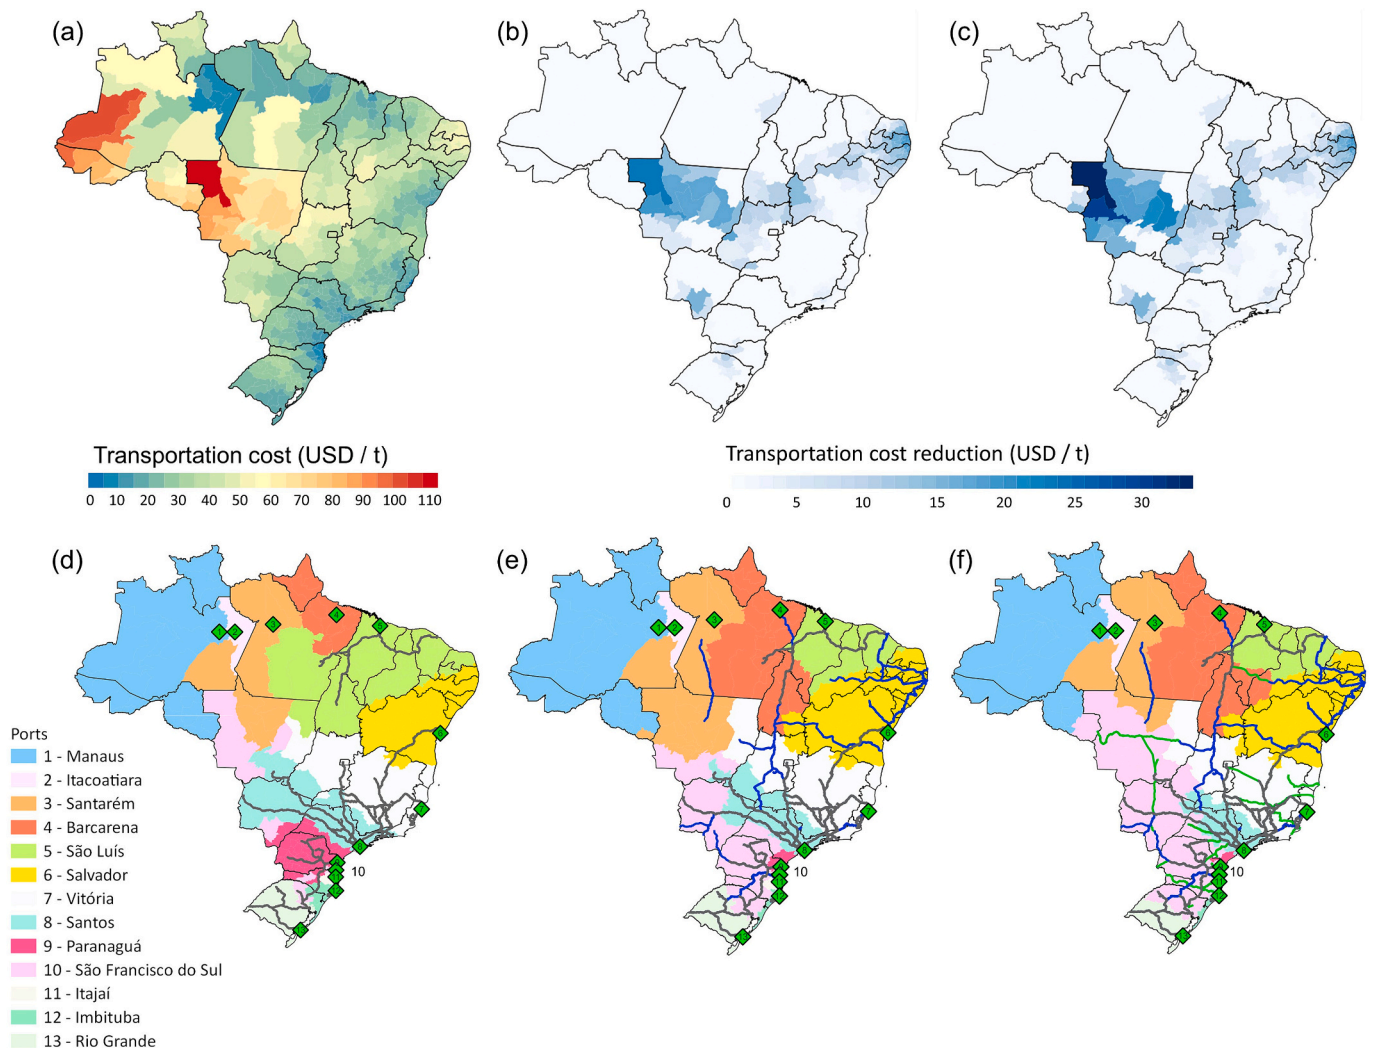 (a)
(b)
(c)
Transportation cost (USD / t)
0 10 20 30 40 50 60 70 80 90 100 110
Transportation cost reduction (USD / t)
0 5 10 15 20 25 30
(d)
(e)
(f)
10
10
10
Ports
1 - Manaus
2 - Itacoatiara
3 - Santarém
4 - Barcarena
5 - São Luís
6 - Salvador
7 - Vitória
8 - Santos
9 - Paranaguá
10 - São Francisco do Sul
11 - Itajaí
12 - Imbituba
13 - Rio Grande